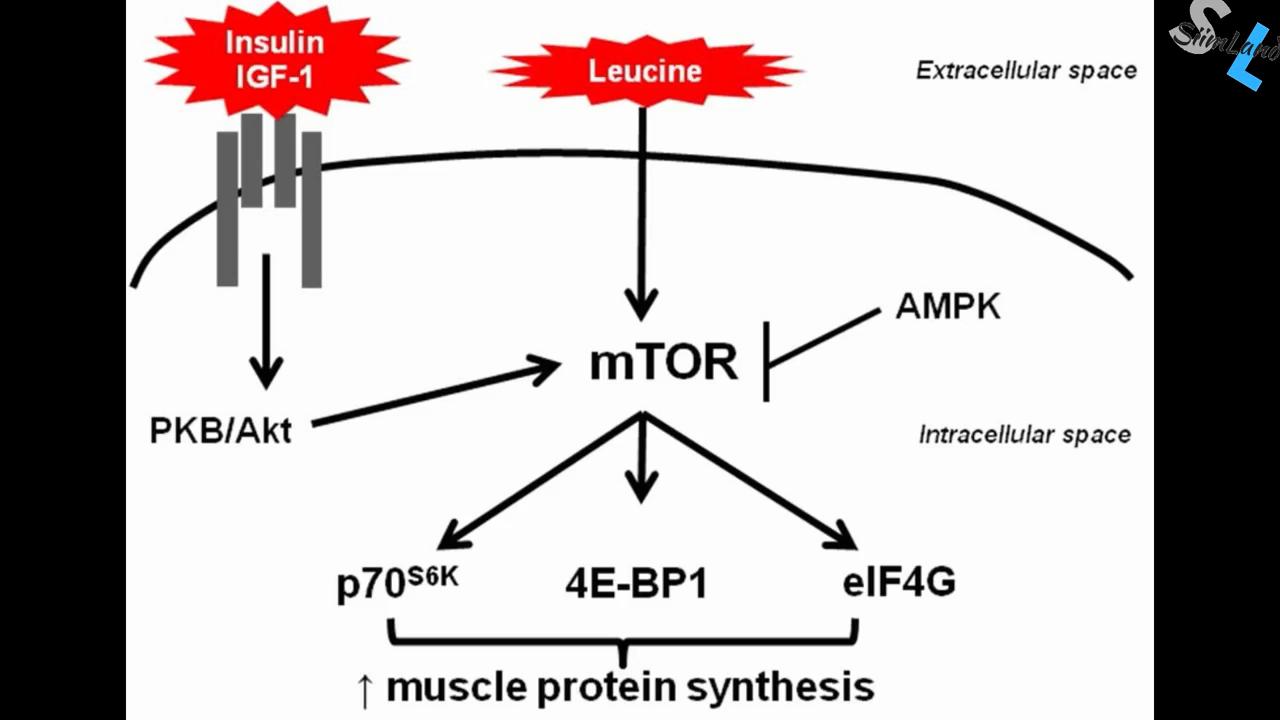 Insulin
IGF-1
Leucine
Extracellular space
SiimLand
AMPK
mTOR
PKB/Akt
Intracellular space
p70S6K
4E-BP1
eIF4G
↑ muscle protein synthesis